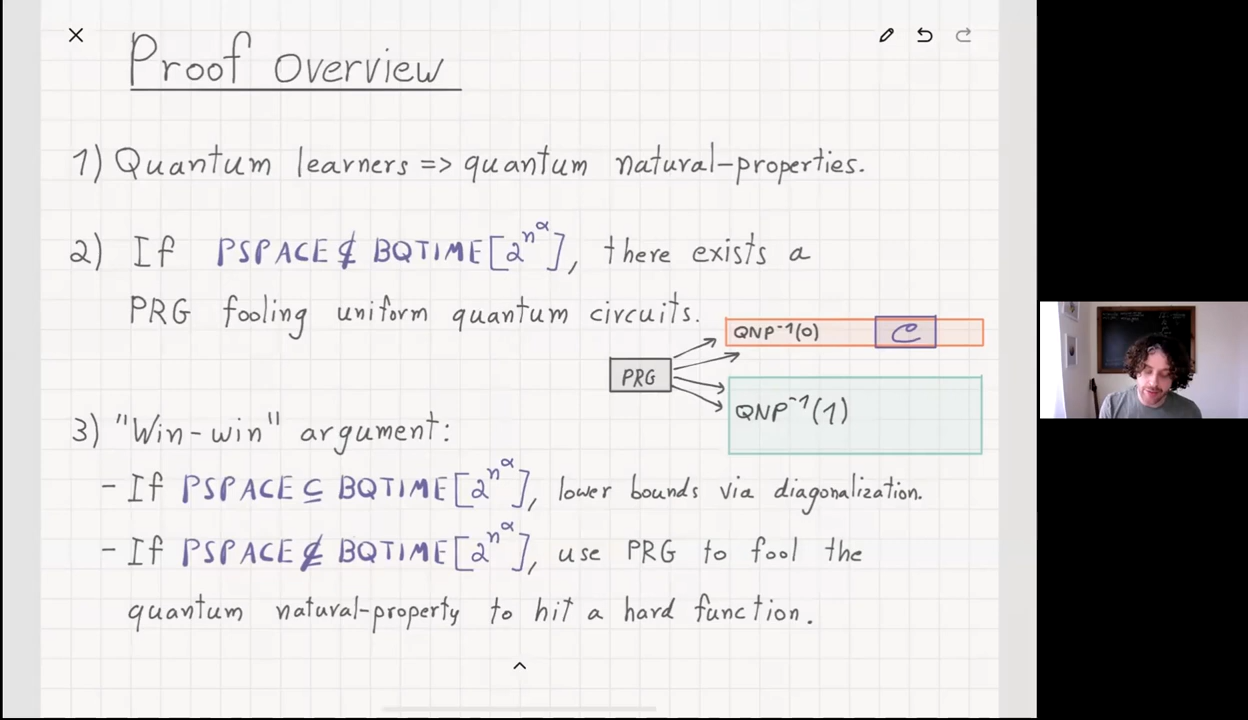 Proof Overview
1) Quantum learners => quantum natural-properties.
2) If PSPACE ⊄ BQTIME[2^{n^α}], there exists a
PRG fooling uniform quantum circuits.
QNP⁻¹(0) C
PRG
QNP⁻¹(1)
3) "Win-win" argument:
- If PSPACE ⊆ BQTIME[2^{n^α}], lower bounds via diagonalization.
- If PSPACE ⊈ BQTIME[2^{n^α}], use PRG to fool the
quantum natural-property to hit a hard function.